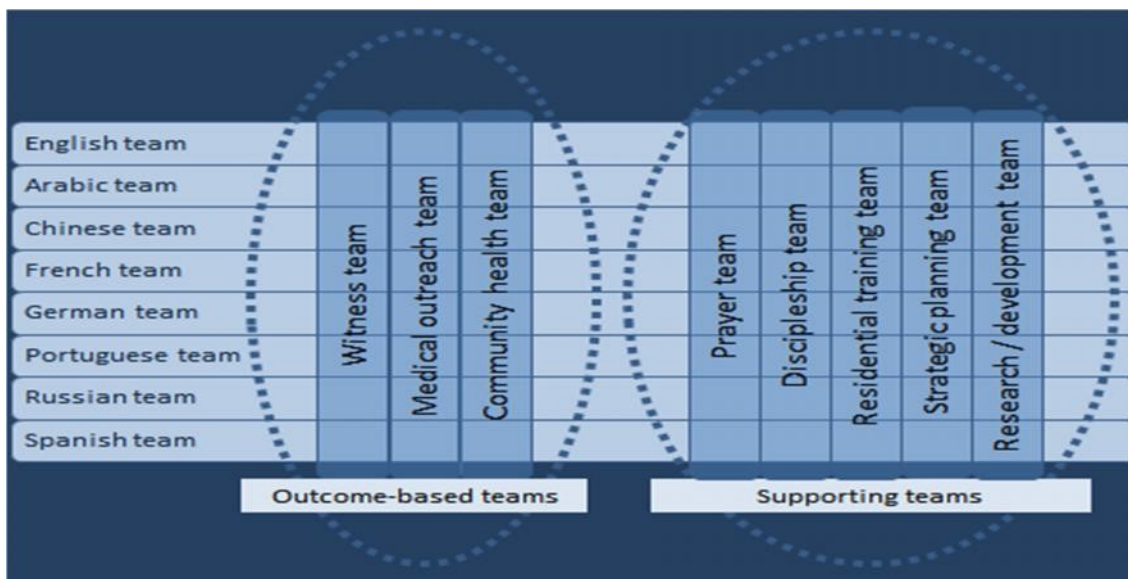 English team
Arabic team
Chinese team
French team
German team
Portuguese team
Russian team
Spanish team
Witness team
Medical outreach team
Community health team
Prayer team
Discipleship team
Residential training team
Strategic planning team
Research / development team
Outcome-based teams
Supporting teams